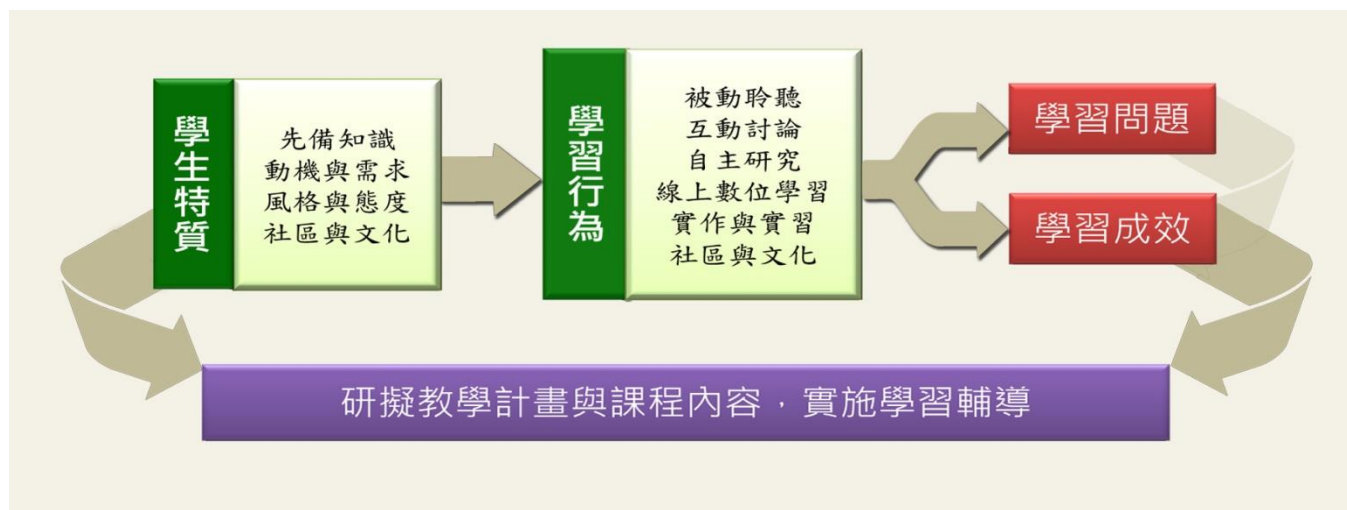 學生特質
先備知識
動機與需求
風格與態度
社區與文化
學習行為
被動聆聽
互動討論
自主研究
線上數位學習
實作與實習
社區與文化
學習問題
學習成效
研擬教學計畫與課程內容，實施學習輔導